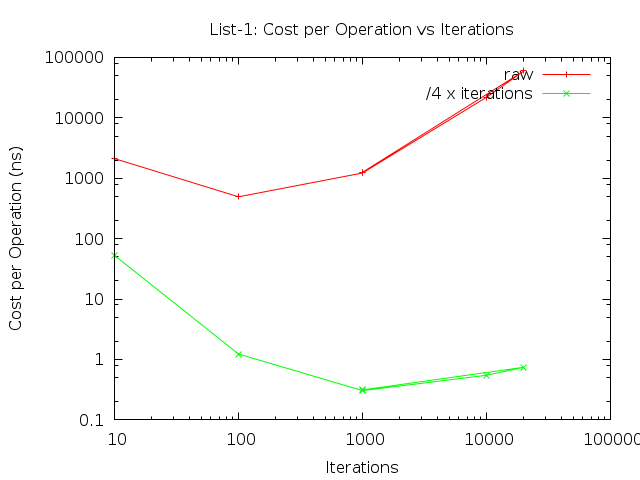 List-1: Cost per Operation vs Iterations
100000
10000
1000
100
10
1
0.1
Cost per Operation (ns)
raw
/4 x iterations
10 100 1000 10000 100000
Iterations